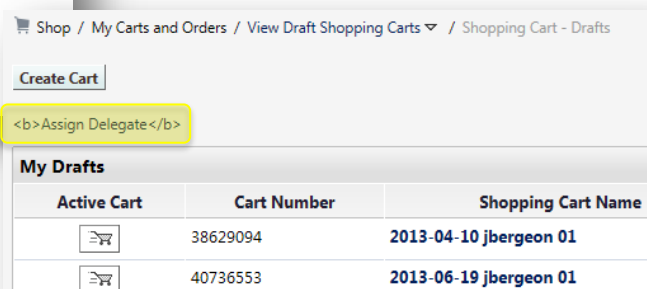 Shop / My Carts and Orders / View Draft Shopping Carts / Shopping Cart - Drafts
Create Cart
<b>Assign Delegate</b>
My Drafts
Active Cart Cart Number Shopping Cart Name
38629094 2013-04-10 jbergeon 01
40736553 2013-06-19 jbergeon 01